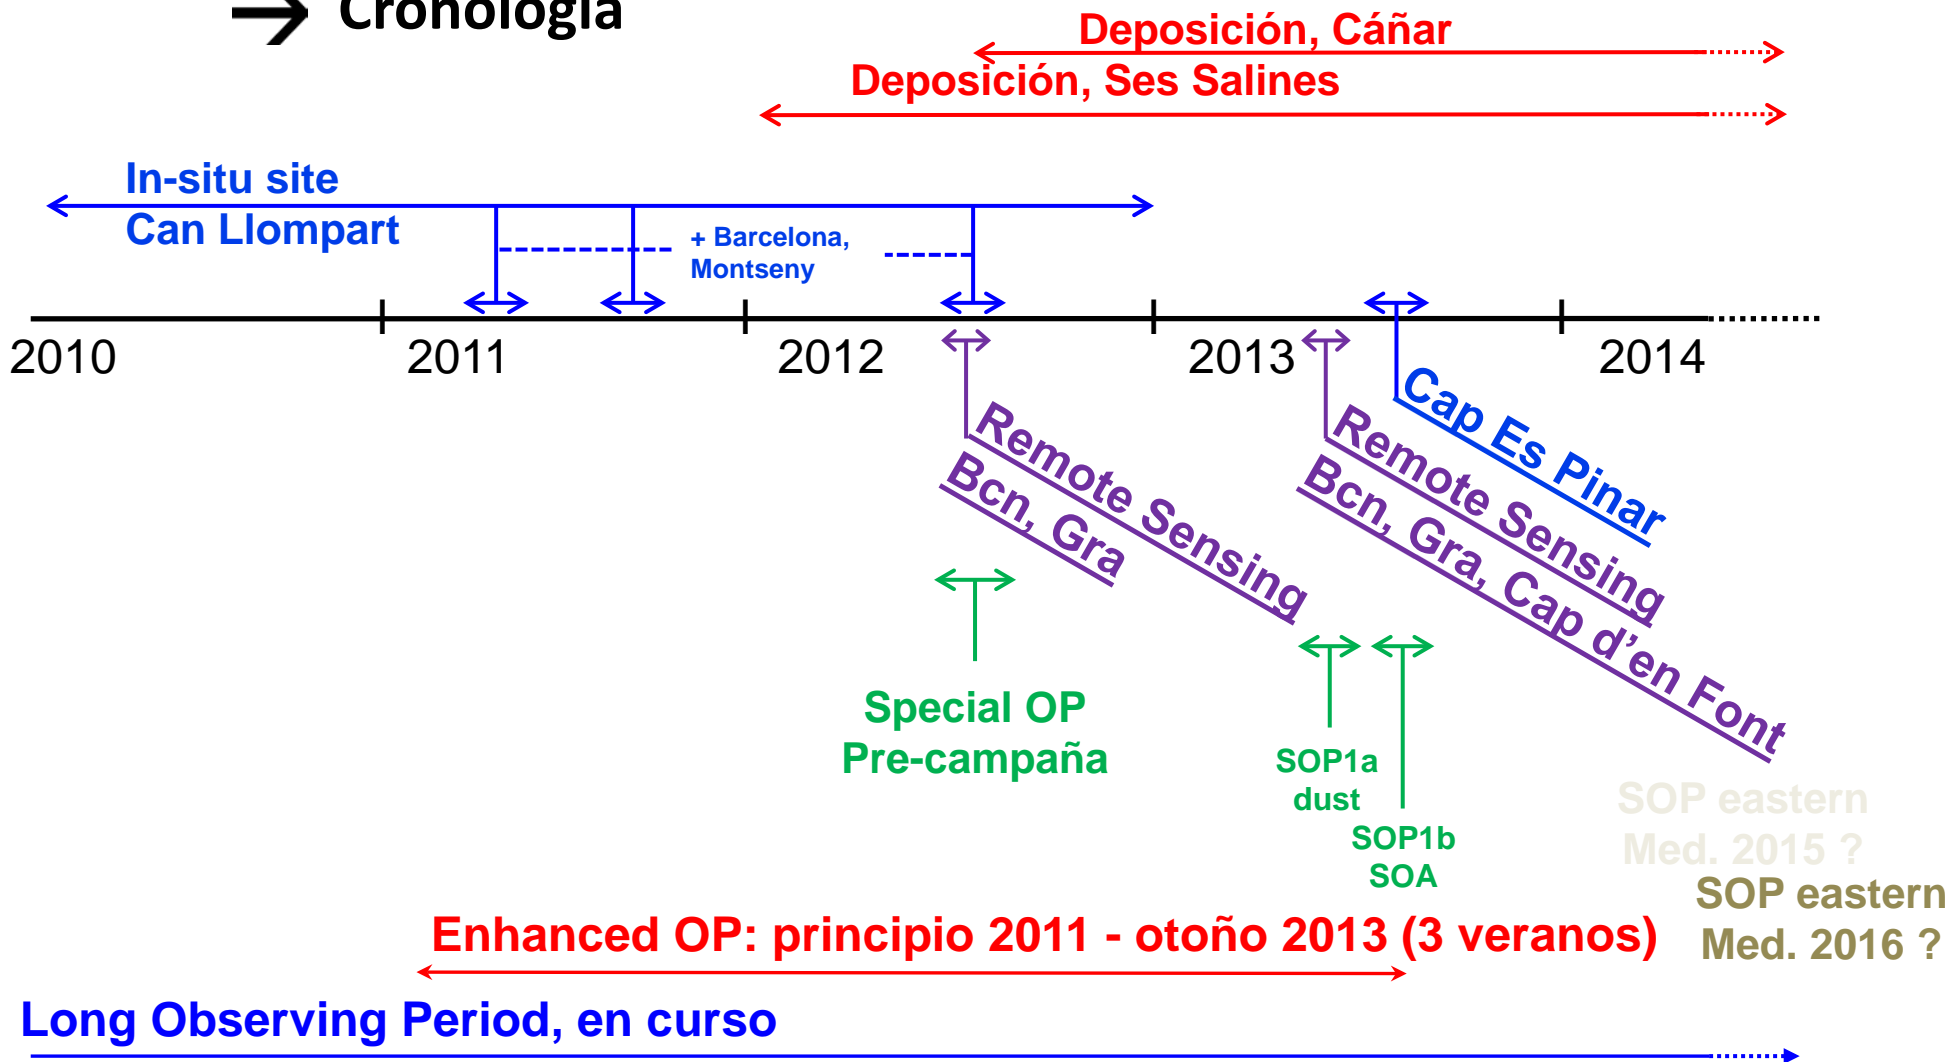 Cronología
Deposición, Cáñar
Deposición, Ses Salines
In-situ site
Can Llompart
+ Barcelona,
Montseny
2010
2011
2012
2013
2014
Remote Sensing
Bcn, Gra
Cap Es Pinar
Remote Sensing
Bcn, Gra, Cap d’en Font
Special OP
Pre-campaña
SOP1a
dust
SOP1b
SOA
SOP eastern
Med. 2015 ?
SOP eastern
Med. 2016 ?
Enhanced OP: principio 2011 - otoño 2013 (3 veranos)
Long Observing Period, en curso